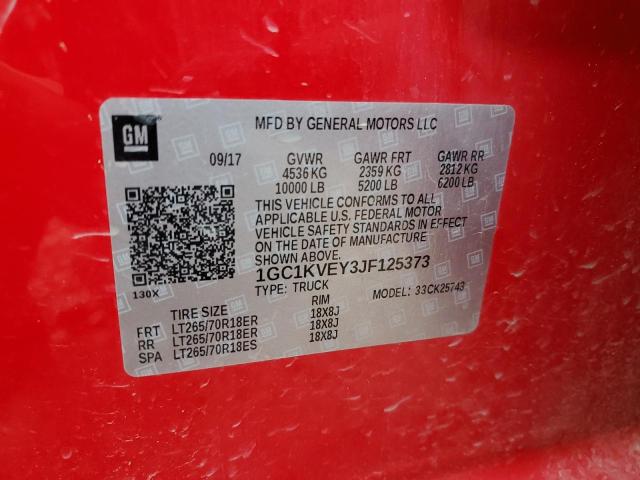 GM
MFD BY GENERAL MOTORS LLC
09/17 GVWR GAWR FRT GAWR RR
4536 KG 2359 KG 2812 KG
10000 LB 5200 LB 6200 LB
THIS VEHICLE CONFORMS TO ALL
APPLICABLE U.S. FEDERAL MOTOR
VEHICLE SAFETY STANDARDS IN EFFECT
ON THE DATE OF MANUFACTURE
SHOWN ABOVE.
1GC1KVEY3JF125373
130X
TYPE: TRUCK MODEL: 33CK25743
TIRE SIZE RIM
FRT LT265/70R18ER 18X8J
RR LT265/70R18ER 18X8J
SPA LT265/70R18ES 18X8J